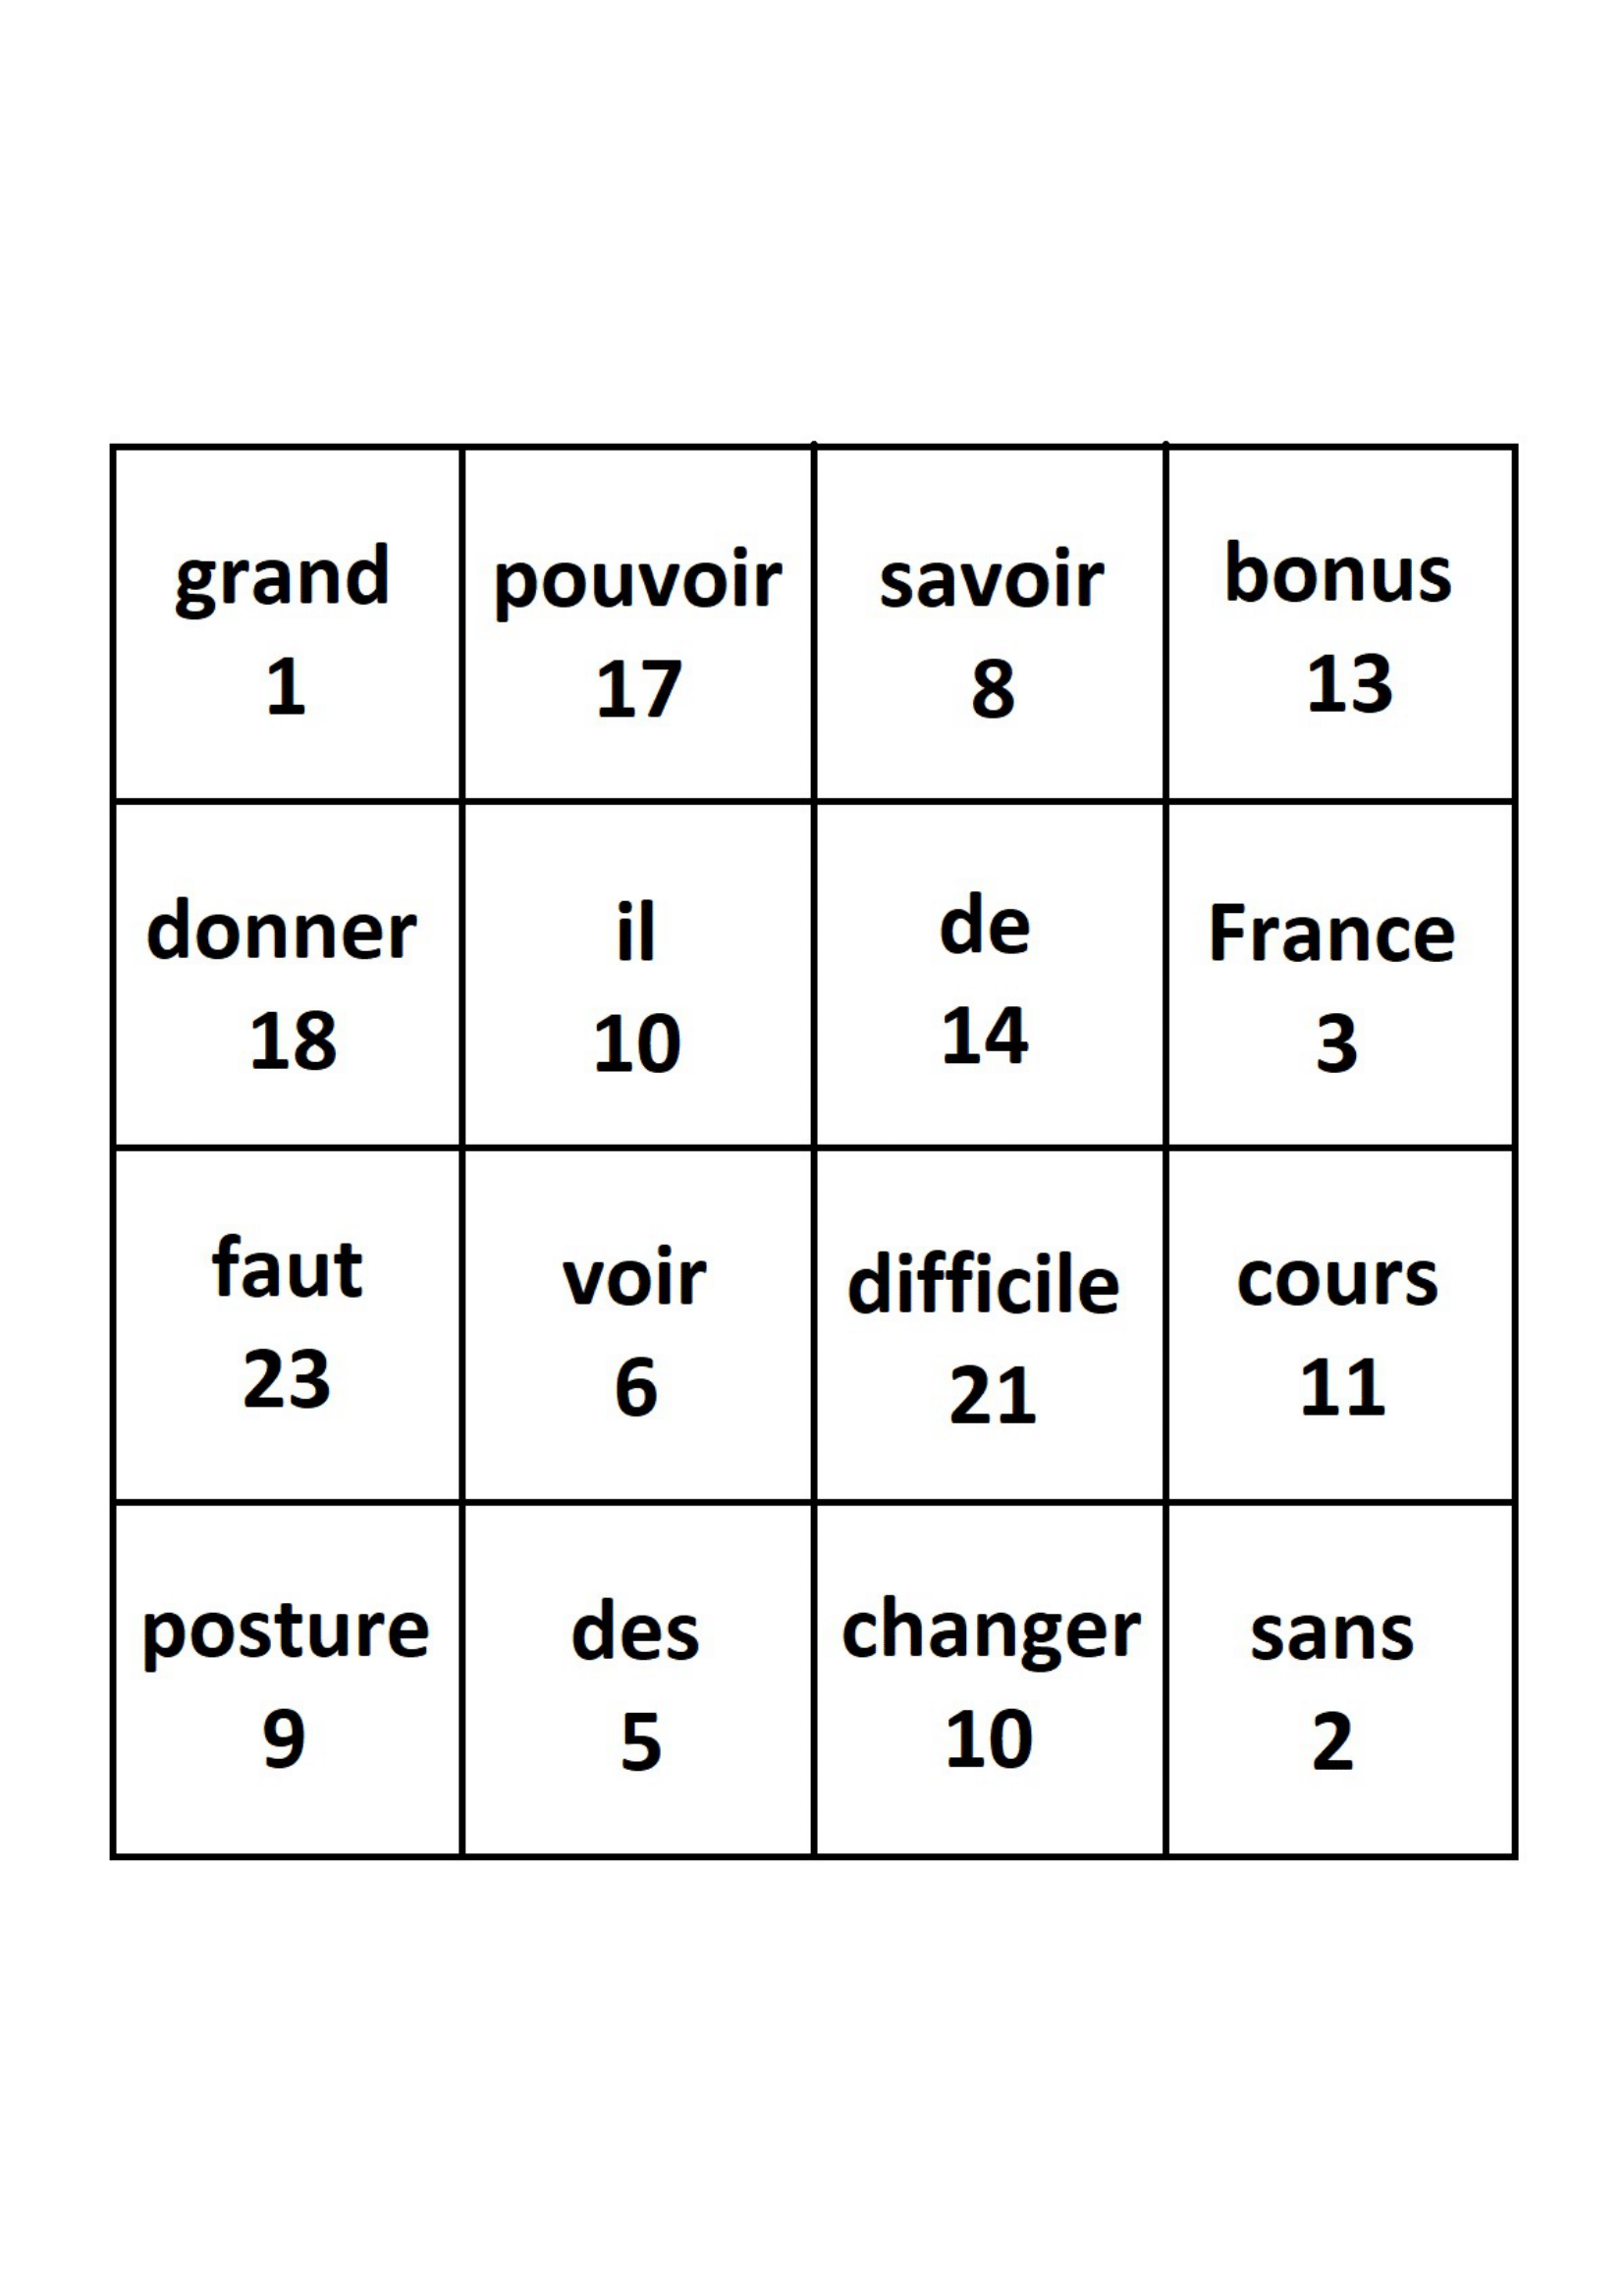 grand pouvoir savoir bonus
1 17 8 13
donner il de France
18 10 14 3
faut voir difficile cours
23 6 21 11
posture des changer sans
9 5 10 2